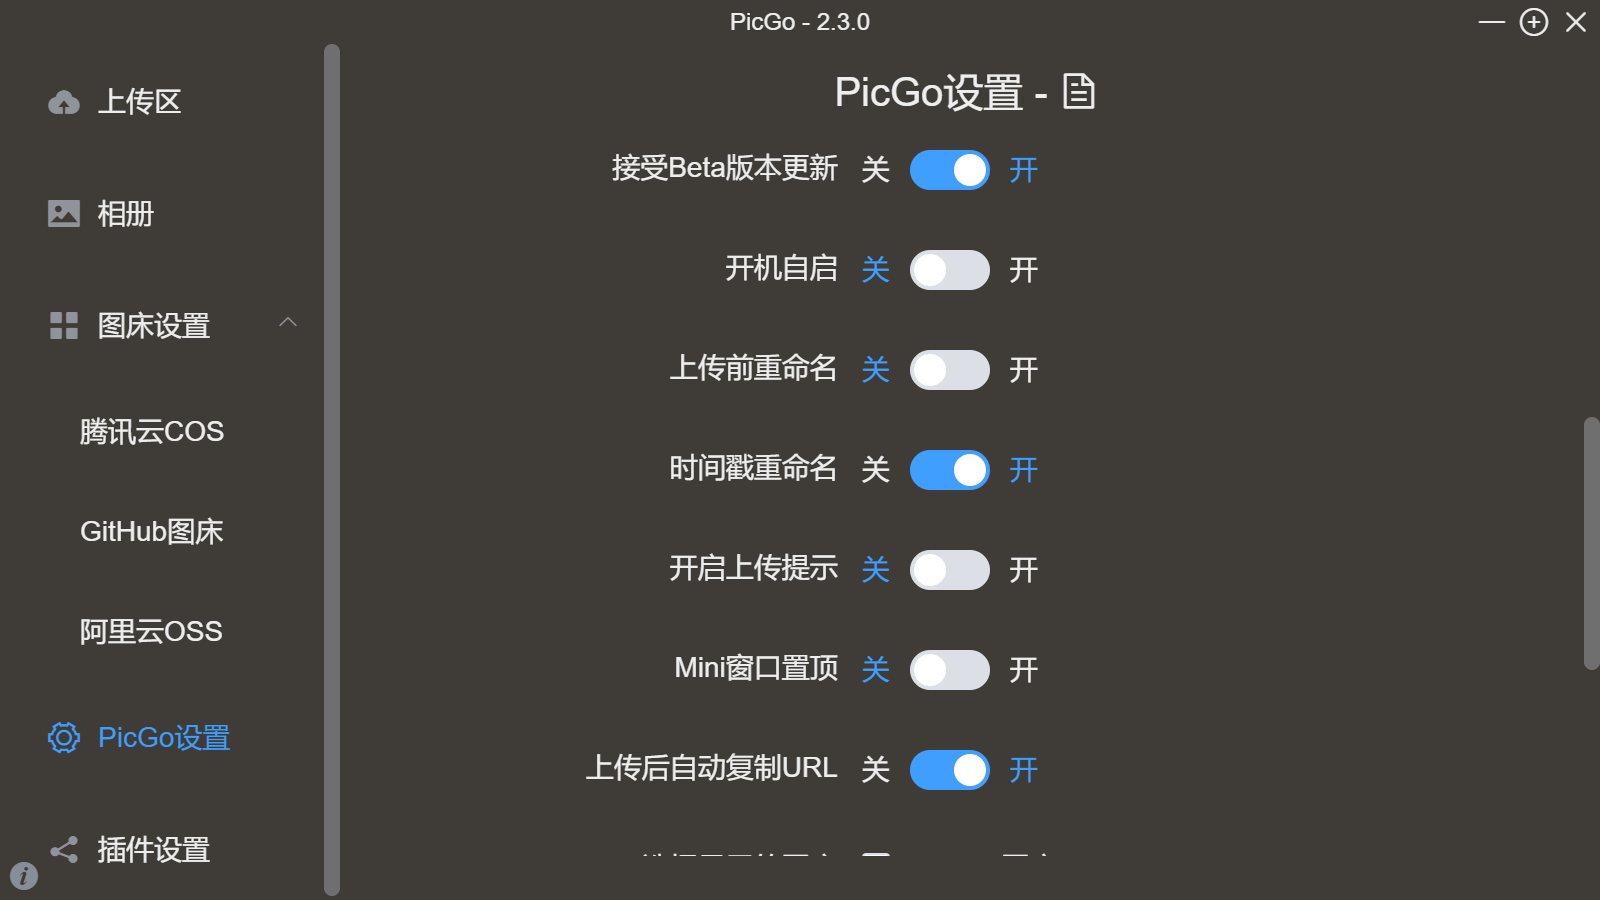 PicGo - 2.3.0
上传区
相册
图床设置
腾讯云COS
GitHub图床
阿里云OSS
PicGo设置
插件设置
PicGo设置 -
接受Beta版本更新 关 开
开机自启 关 开
上传前重命名 关 开
时间戳重命名 关 开
开启上传提示 关 开
Mini窗口置顶 关 开
上传后自动复制URL 关 开